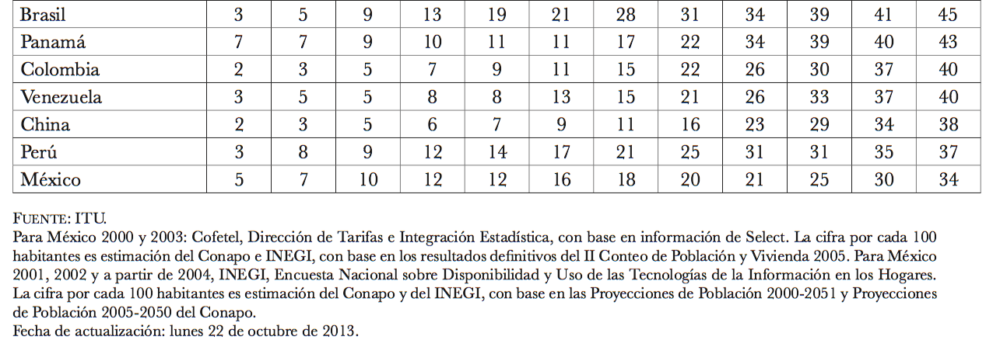 Brasil 3 5 9 13 19 21 28 31 34 39 41 45
Panamá 7 7 9 10 11 11 17 22 34 39 40 43
Colombia 2 3 5 7 9 11 15 22 26 30 37 40
Venezuela 3 5 5 8 8 13 15 21 26 33 37 40
China 2 3 5 6 7 9 11 16 23 29 34 38
Perú 3 8 9 12 14 17 21 25 31 31 35 37
México 5 7 10 12 12 16 18 20 21 25 30 34
FUENTE: ITU.
Para México 2000 y 2003: Cofetel, Dirección de Tarifas e Integración Estadística, con base en información de Select. La cifra por cada 100
habitantes es estimación del Conapo e INEGI, con base en los resultados definitivos del II Conteo de Población y Vivienda 2005. Para México
2001, 2002 y a partir de 2004, INEGI, Encuesta Nacional sobre Disponibilidad y Uso de las Tecnologías de la Información en los Hogares.
La cifra por cada 100 habitantes es estimación del Conapo y del INEGI, con base en las Proyecciones de Población 2000-2051 y Proyecciones
de Población 2005-2050 del Conapo.
Fecha de actualización: lunes 22 de octubre de 2013.